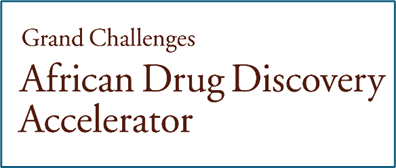 Grand Challenges
African Drug Discovery
Accelerator